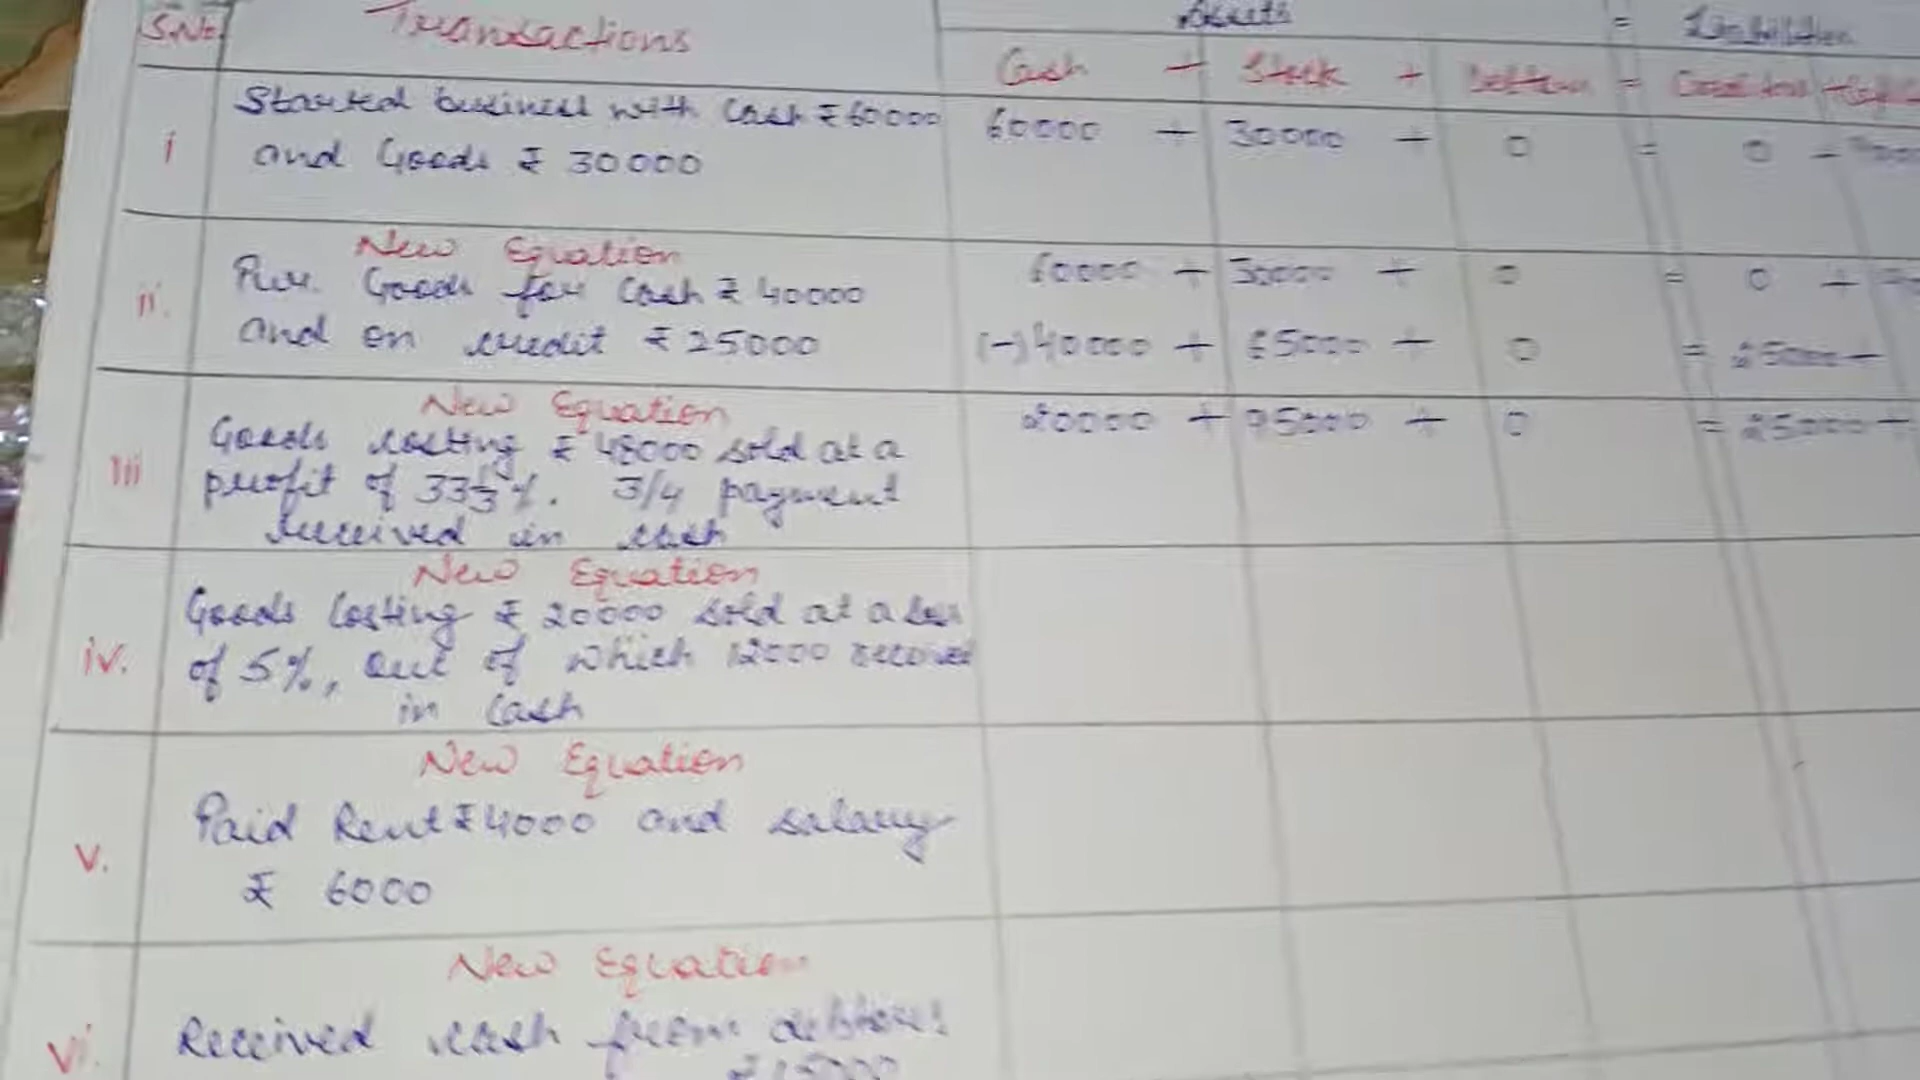 Assets = Liabilities
S.No. Transactions Cash + Stock + Debtors = Creditors +
i Started business with Cash ₹60000 60000 + 30000 + 0 = 0
and Goods ₹ 30000
New Equation 60000 + 30000 + 0 = 0 +
ii. Pur. Goods for Cash ₹ 40000
and on credit ₹ 25000 (-)40000 + 65000 + 0 = 25000+
New Equation 20000 + 95000 + 0 = 25000+
iii Goods costing ₹ 48000 sold at a
profit of 33⅓%. 3/4 payment
received in cash
New Equation
Goods Costing ₹ 20000 sold at a loss
iv. of 5%, out of which 12000 received
in Cash
New Equation
Paid Rent ₹4000 and salary
v. ₹ 6000
New Equation
vi. Received cash from debtors
₹15000